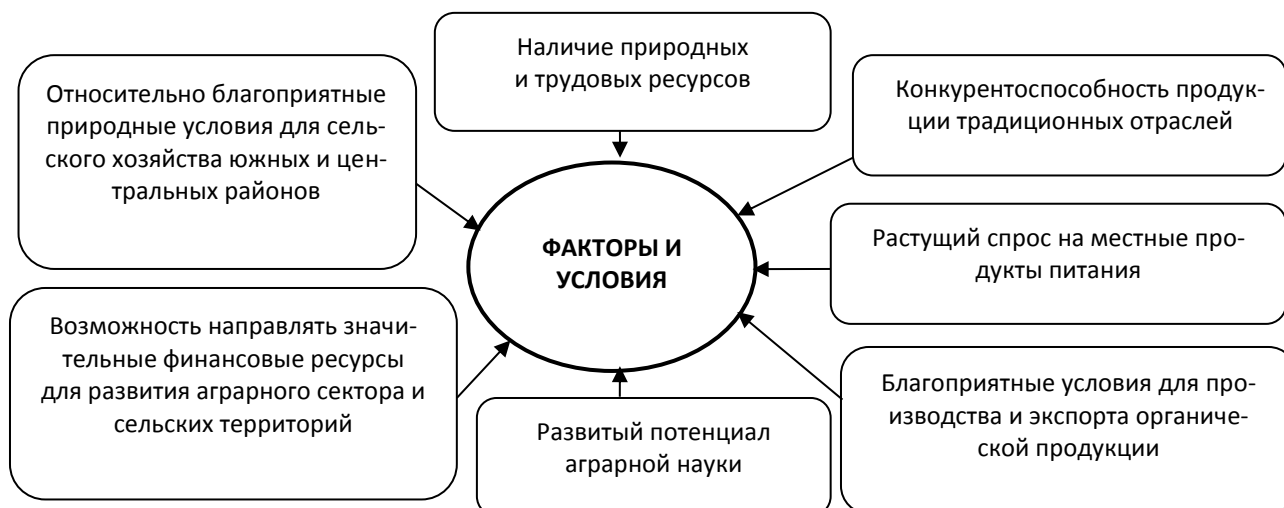 Наличие природных
и трудовых ресурсов
Относительно благоприятные
природные условия для сель-
ского хозяйства южных и цен-
тральных районов
Конкурентоспособность продук-
ции традиционных отраслей
ФАКТОРЫ И
УСЛОВИЯ
Растущий спрос на местные про-
дукты питания
Возможность направлять значи-
тельные финансовые ресурсы
для развития аграрного сектора и
сельских территорий
Развитый потенциал
аграрной науки
Благоприятные условия для про-
изводства и экспорта органиче-
ской продукции